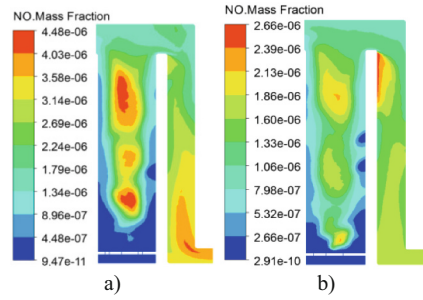 NO.Mass Fraction
4.48e-06
4.03e-06
3.58e-06
3.14e-06
2.69e-06
2.24e-06
1.79e-06
1.34e-06
8.96e-07
4.48e-07
9.47e-11
a)
NO.Mass Fraction
2.66e-06
2.39e-06
2.13e-06
1.86e-06
1.60e-06
1.33e-06
1.06e-06
7.98e-07
5.32e-07
2.66e-07
2.91e-10
b)